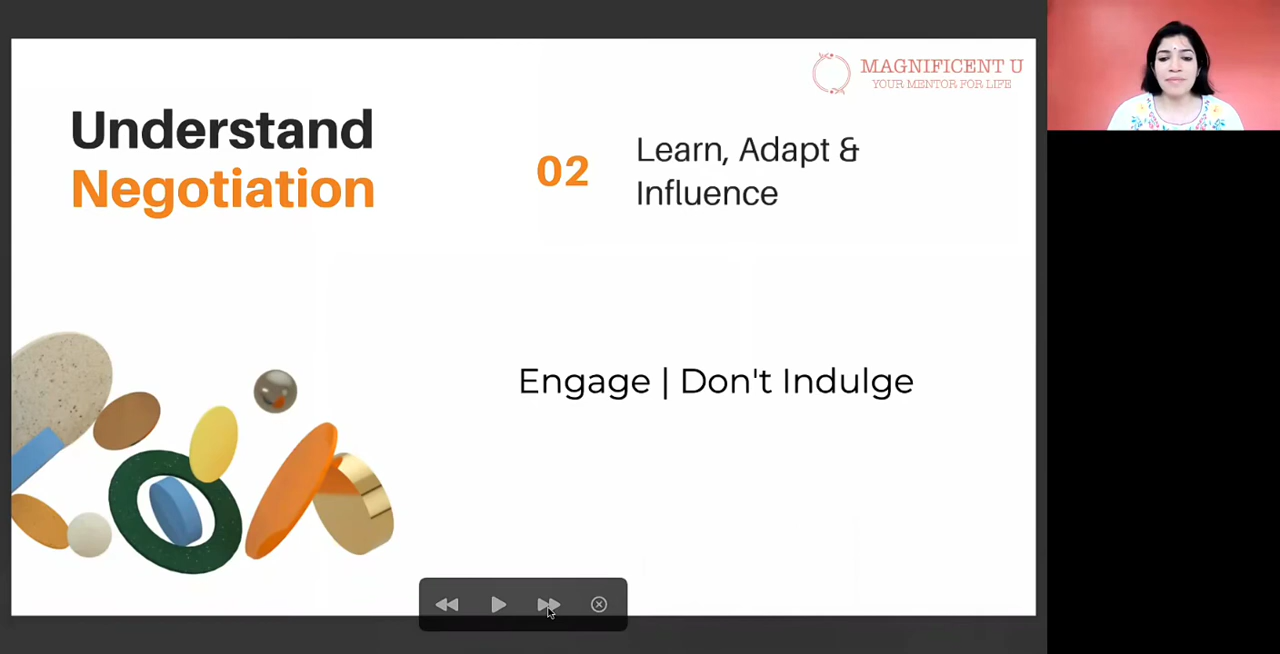 MAGNIFICENT U
YOUR MENTOR FOR LIFE
Understand
Negotiation
02
Learn, Adapt &
Influence
Engage | Don't Indulge